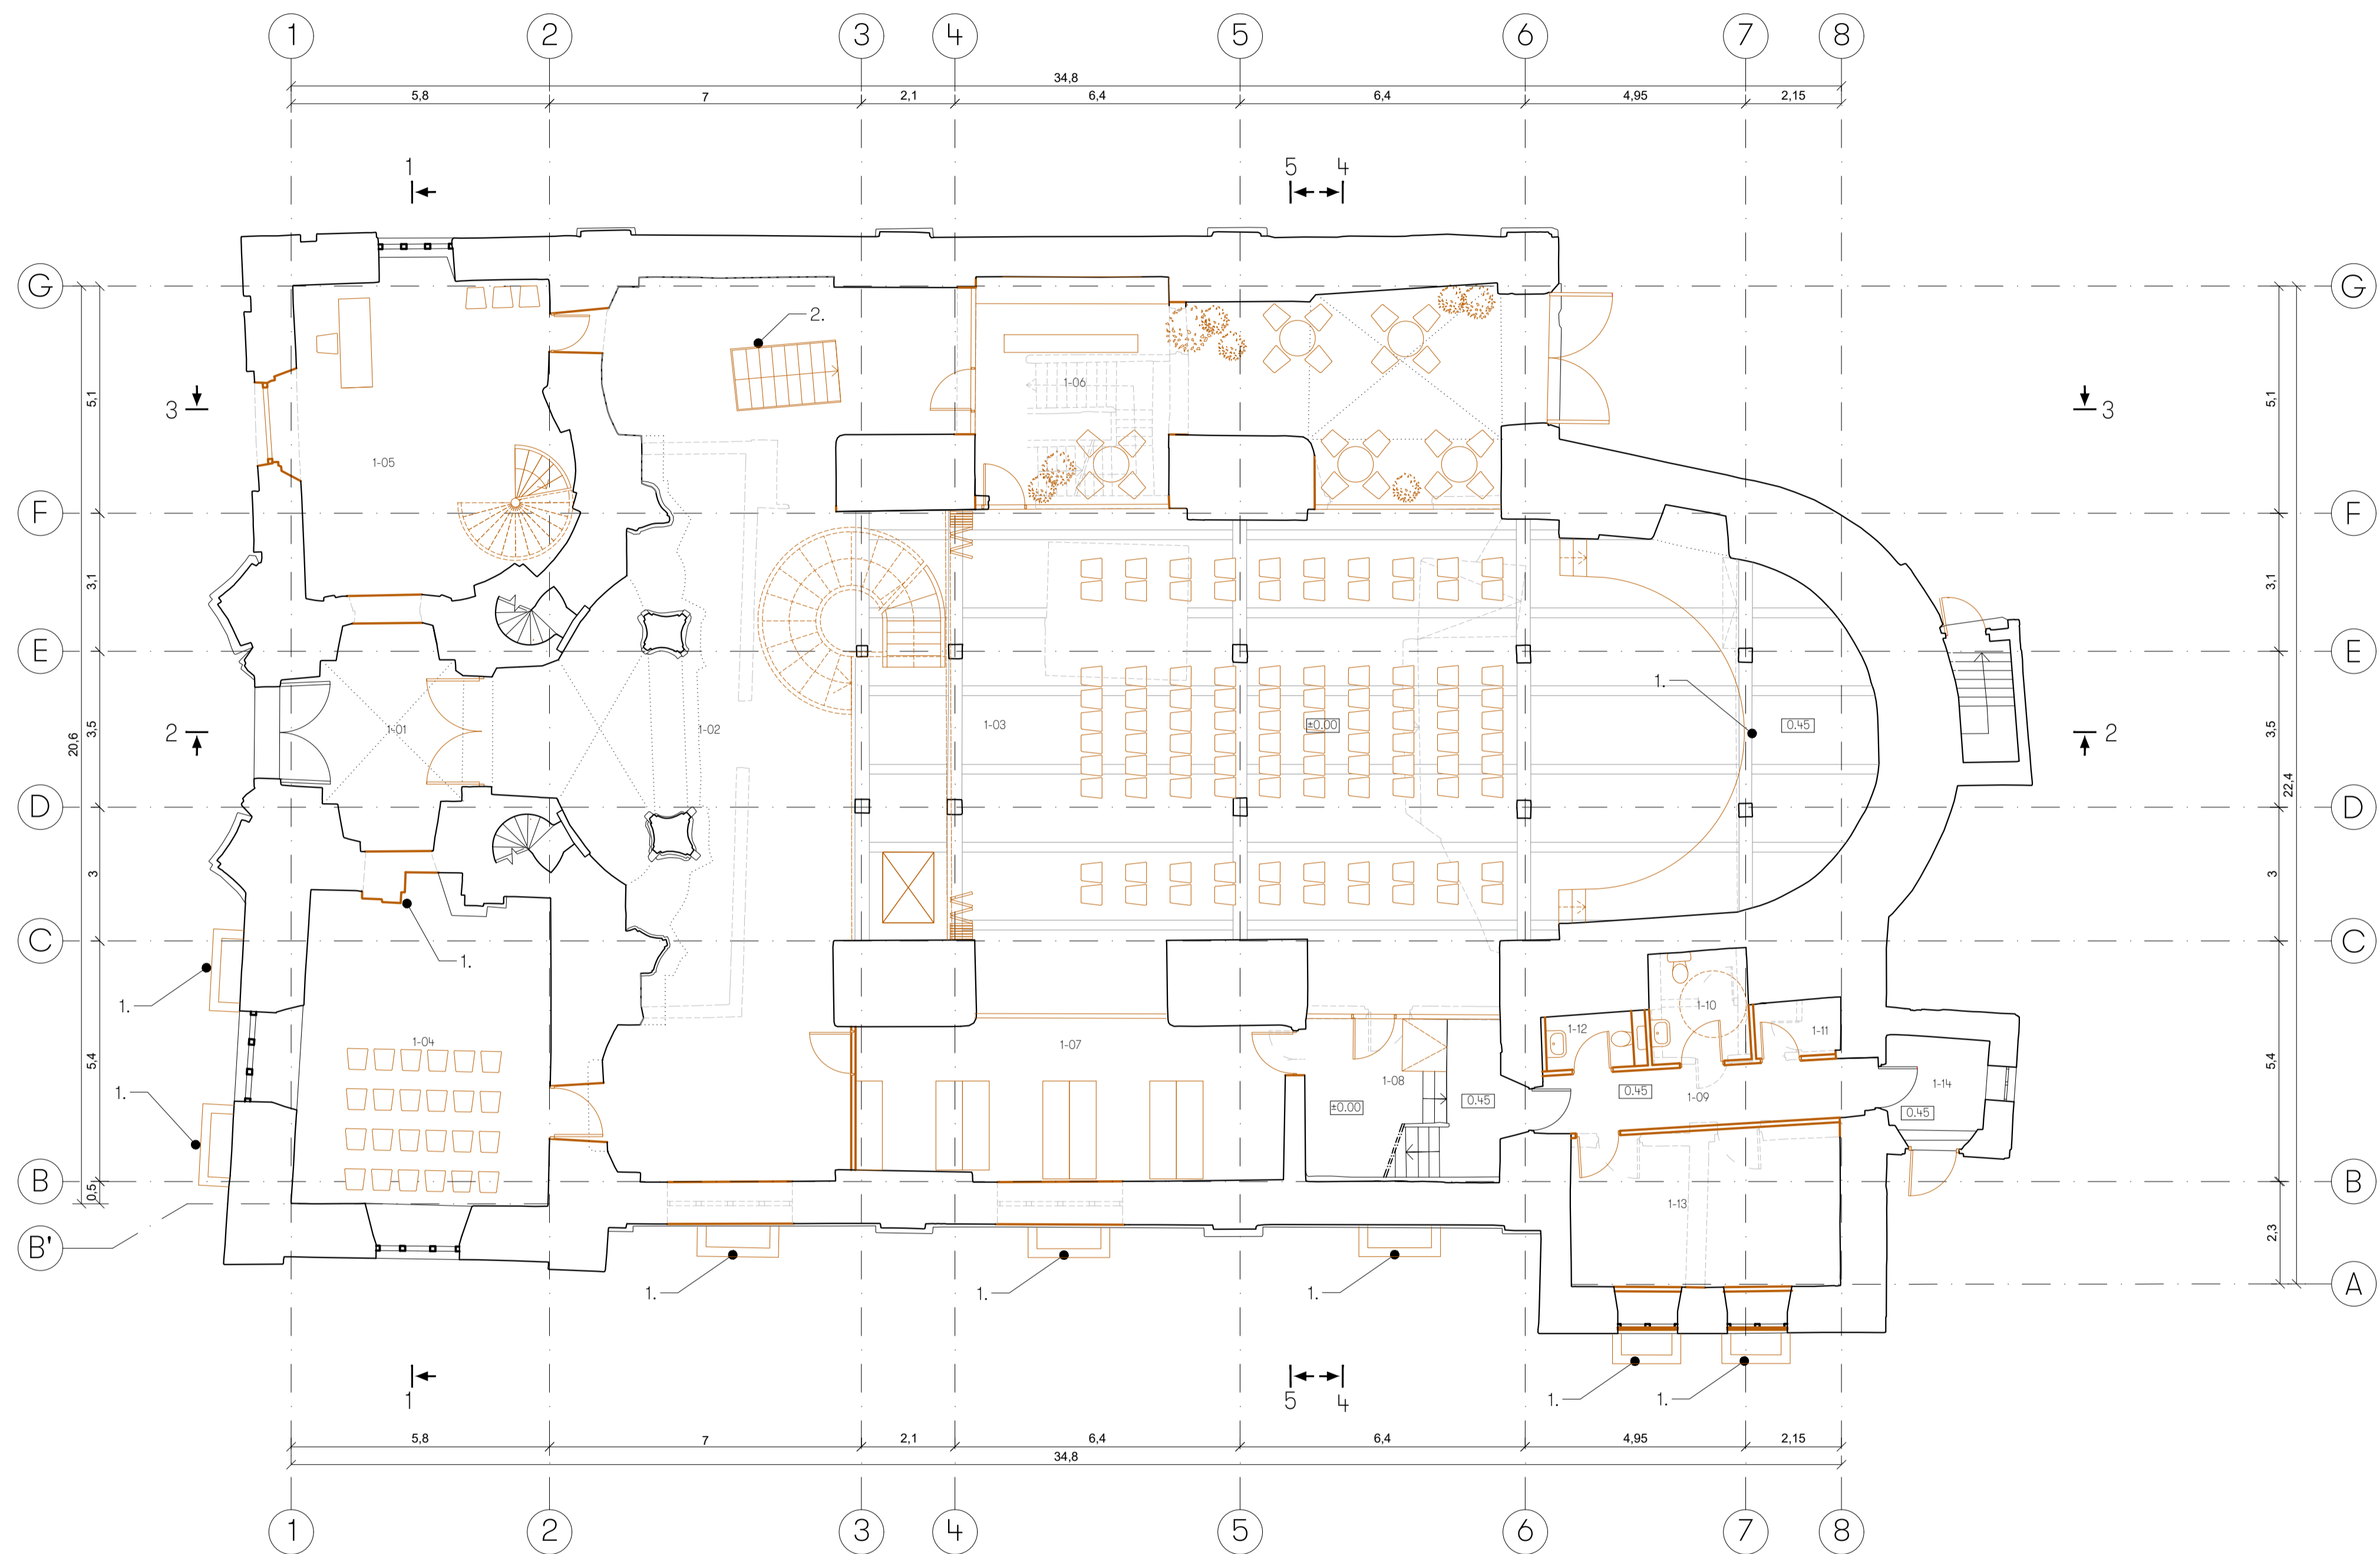 1 2 3 4 5 6 7 8
34,8
5,8 7 2,1 6,4 6,4 4,95 2,15
1 5 4
G G
2.
5,1 5,1
1-06
3 3
1-05
F F
3,1 3,1
E E
1.
2 1-01 1-02 1-03 ±0.00 0.45 2
3,5 3,5
20,6 22,4
D D
3 3
C C
1.
1. 1-10
1-12 1-11
1-04 1-07
5,4 5,4
1-08 1-14
1. ±0.00 0.45 0.45 1-09 0.45
B B
0,5
1-13
2,3
B'
1. 1. 1. A
1 5 4 1. 1.
5,8 7 2,1 6,4 6,4 4,95 2,15
34,8
1 2 3 4 5 6 7 8